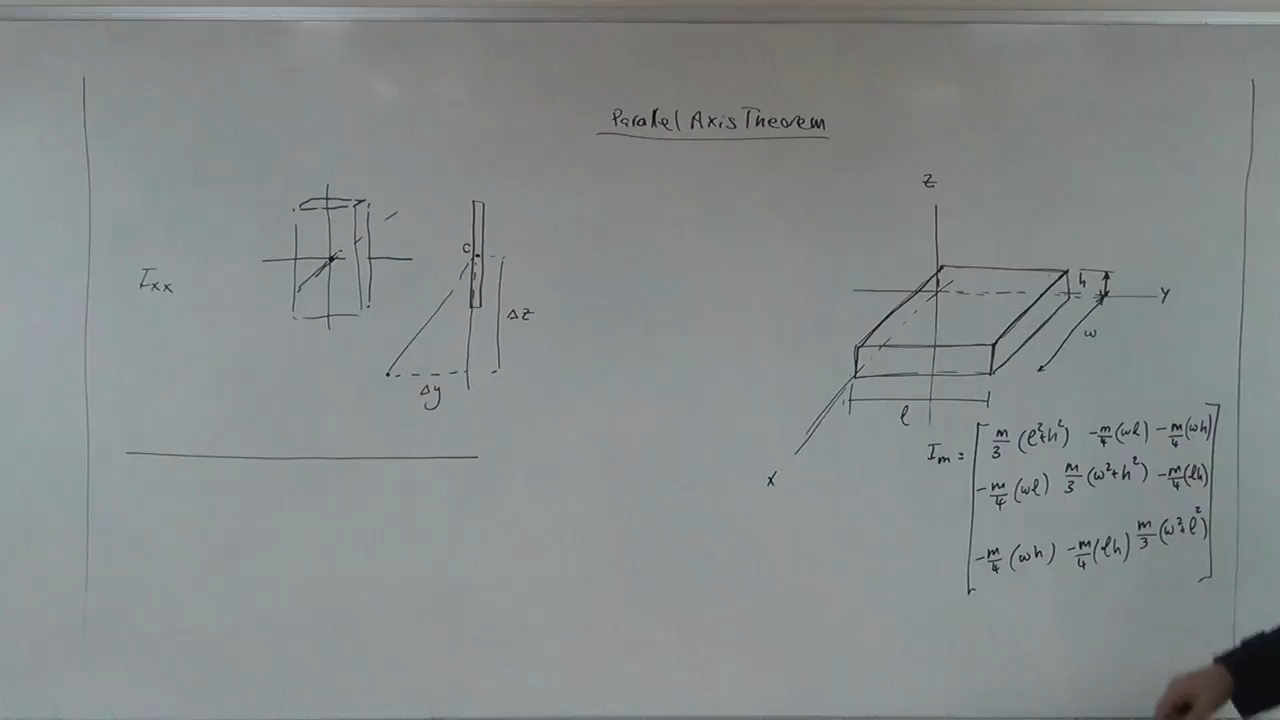 Parallel Axis Theorem
Ixx
C
Δz
Δy
z
h
y
w
l
x
Im = [ m/3 (l²+h²) -m/4 (wl) -m/4 (wh)
-m/4 (wl) m/3 (w²+h²) -m/4 (lh)
-m/4 (wh) -m/4 (lh) m/3 (w²+l²) ]